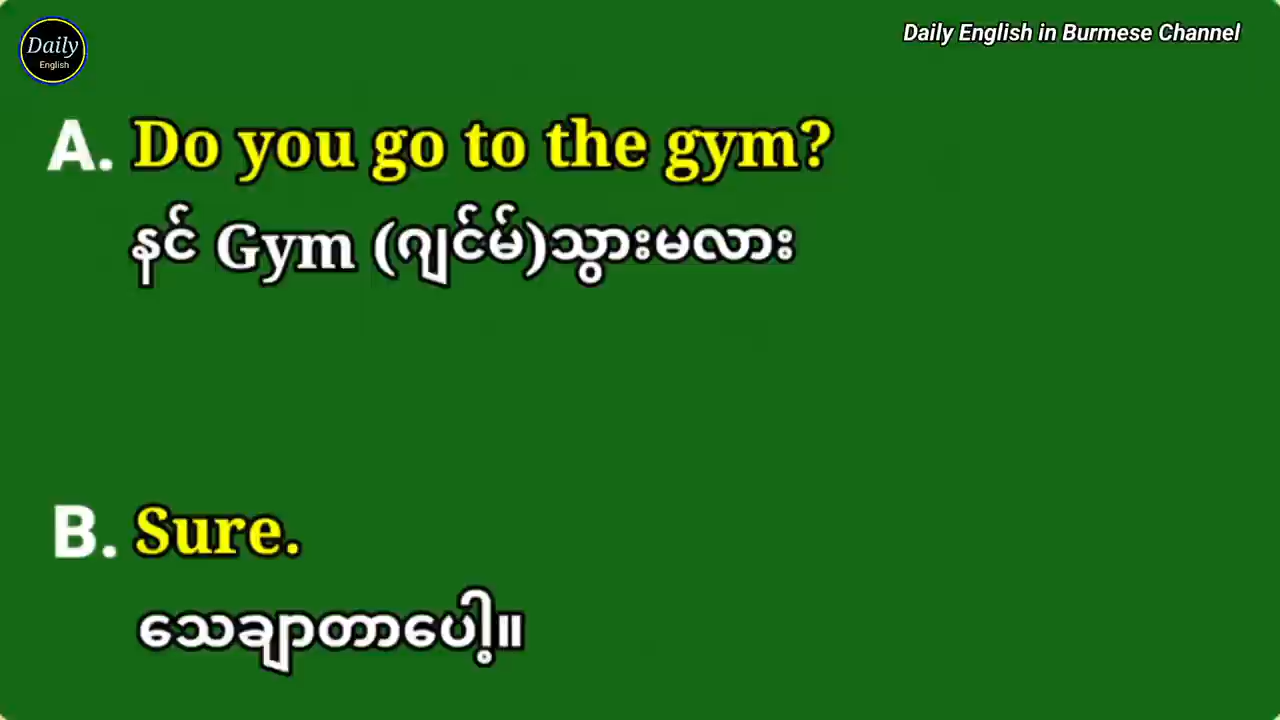 Daily
English
Daily English in Burmese Channel
A. Do you go to the gym?
နင် Gym (ဂျင်မ်)သွားမလား
B. Sure.
သေချာတာပေါ့။